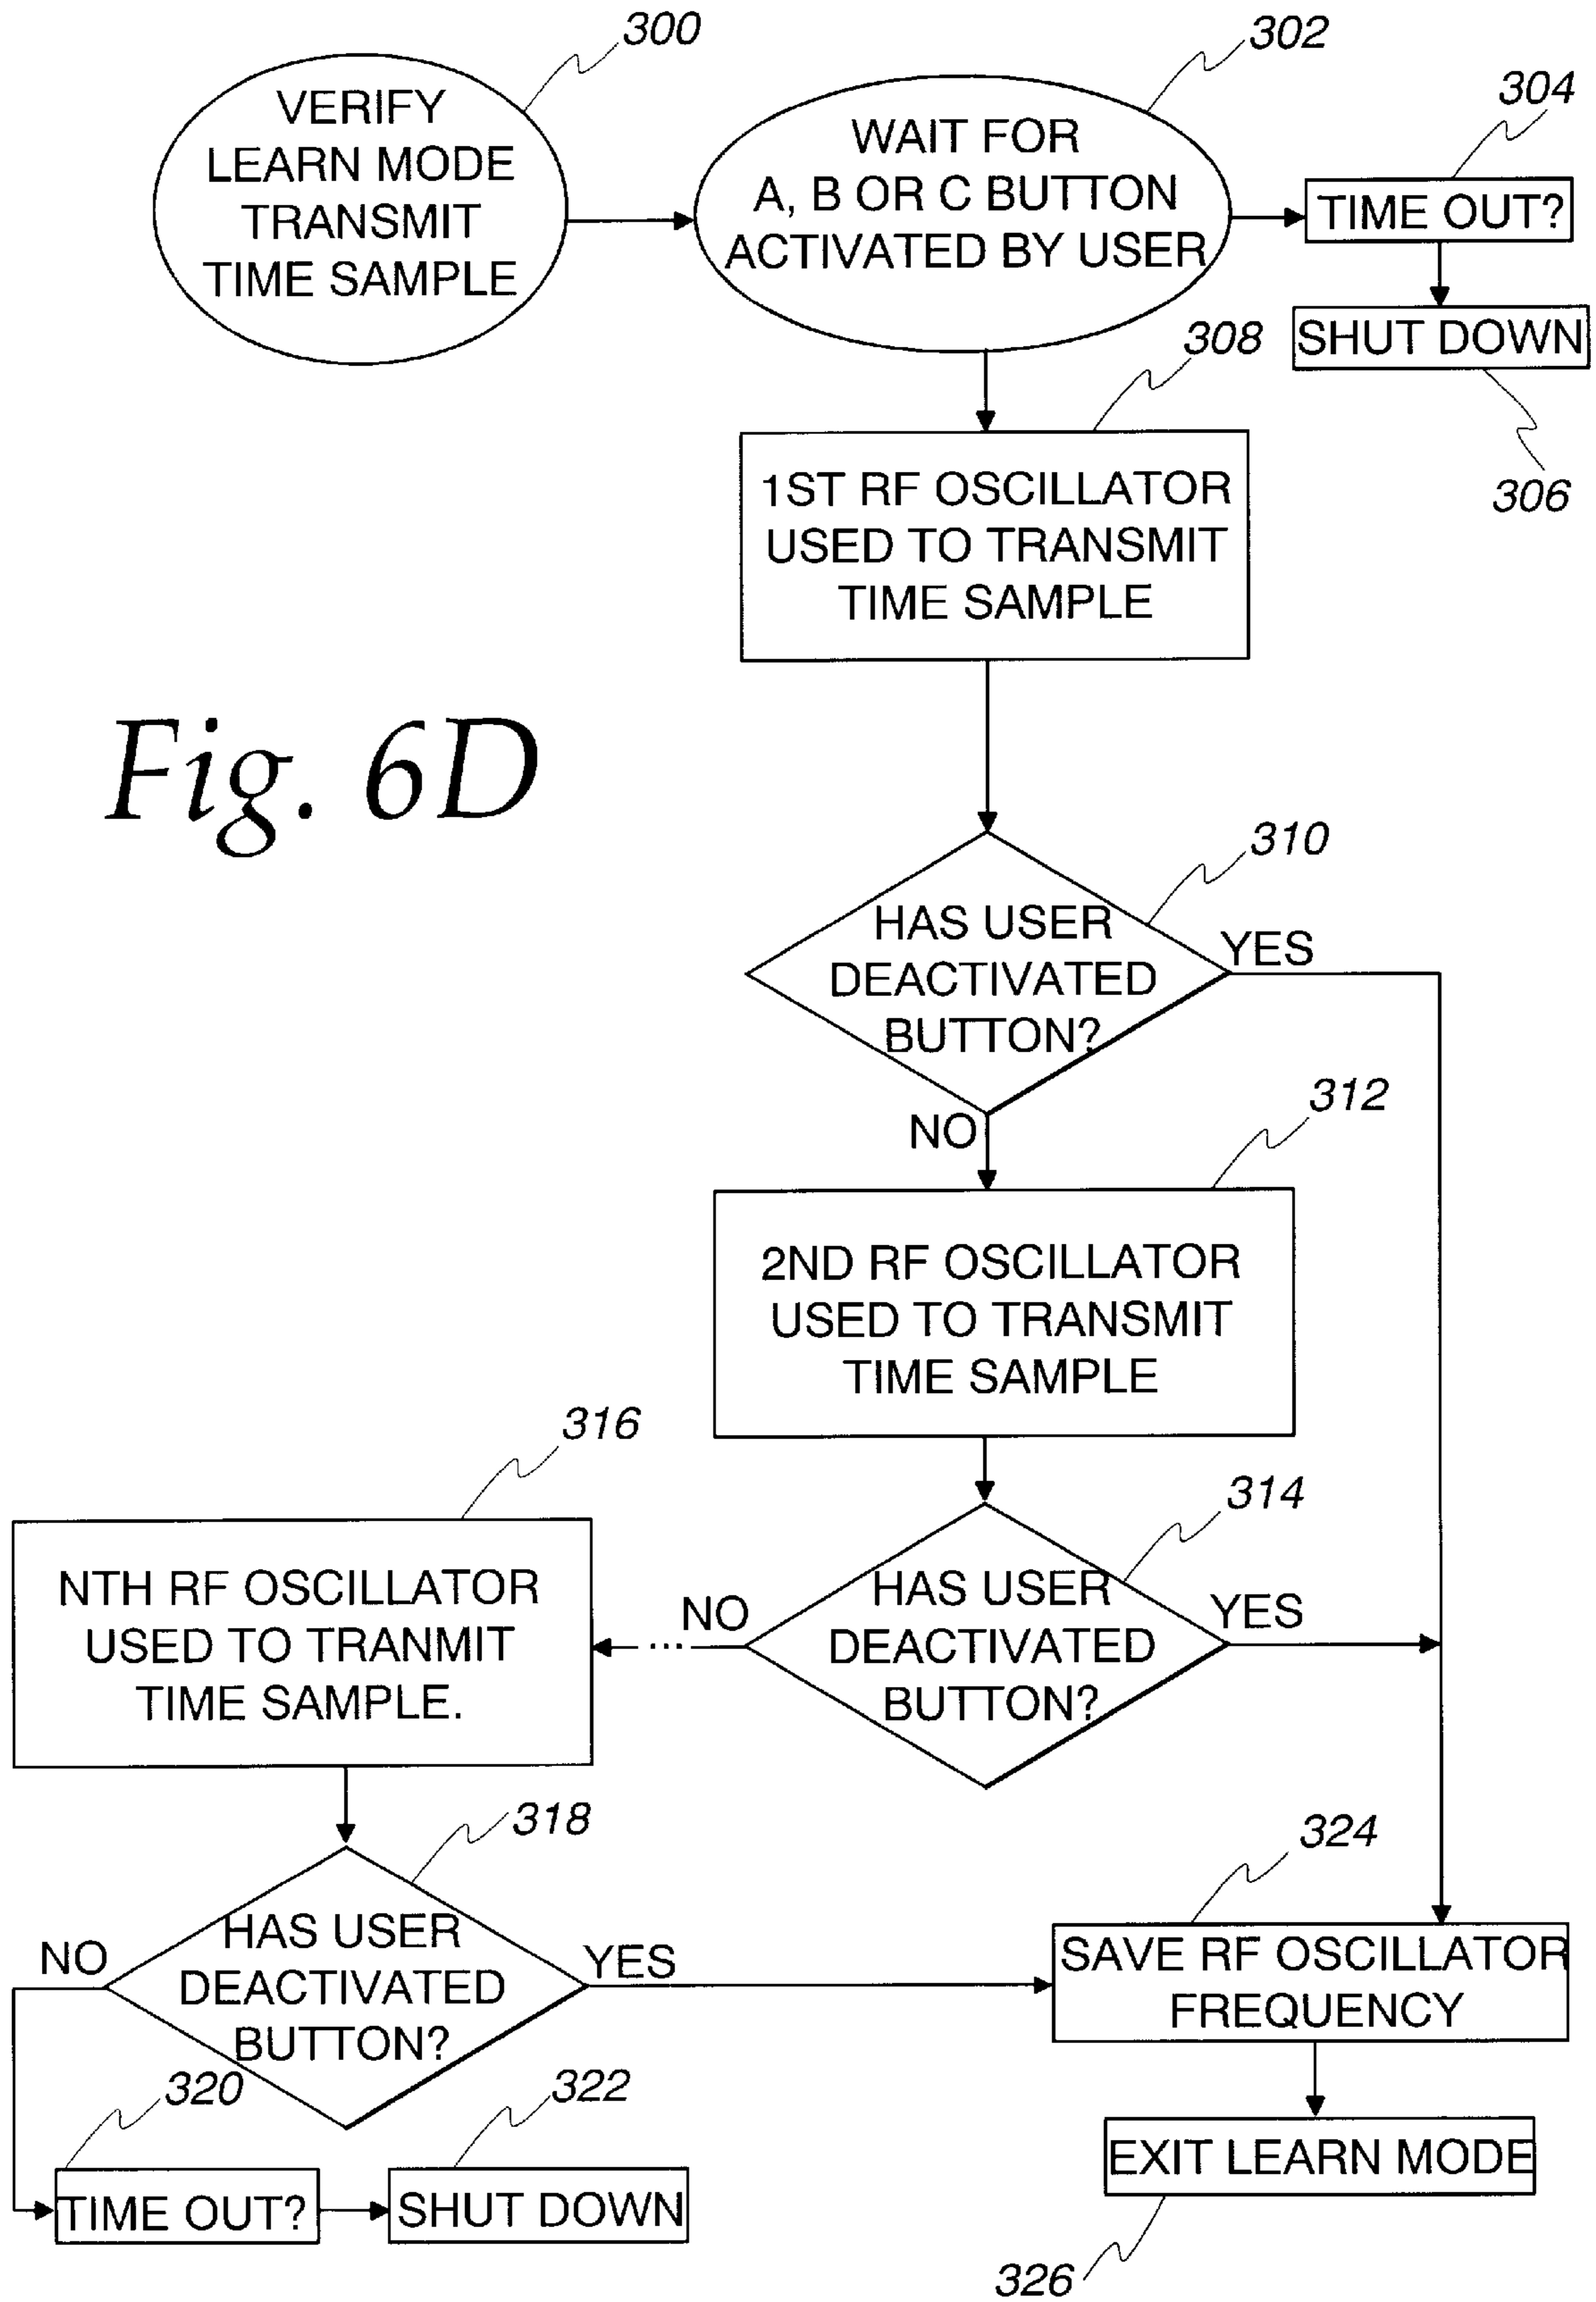 300
VERIFY
LEARN MODE
TRANSMIT
TIME SAMPLE
302
WAIT FOR
A, B OR C BUTTON
ACTIVATED BY USER
304
TIME OUT?
SHUT DOWN
306
308
1ST RF OSCILLATOR
USED TO TRANSMIT
TIME SAMPLE
Fig. 6D
310
HAS USER
DEACTIVATED
BUTTON?
YES
NO
312
2ND RF OSCILLATOR
USED TO TRANSMIT
TIME SAMPLE
314
HAS USER
DEACTIVATED
BUTTON?
YES
NO
...
316
NTH RF OSCILLATOR
USED TO TRANMIT
TIME SAMPLE.
318
HAS USER
DEACTIVATED
BUTTON?
NO
YES
320
TIME OUT?
322
SHUT DOWN
324
SAVE RF OSCILLATOR
FREQUENCY
EXIT LEARN MODE
326